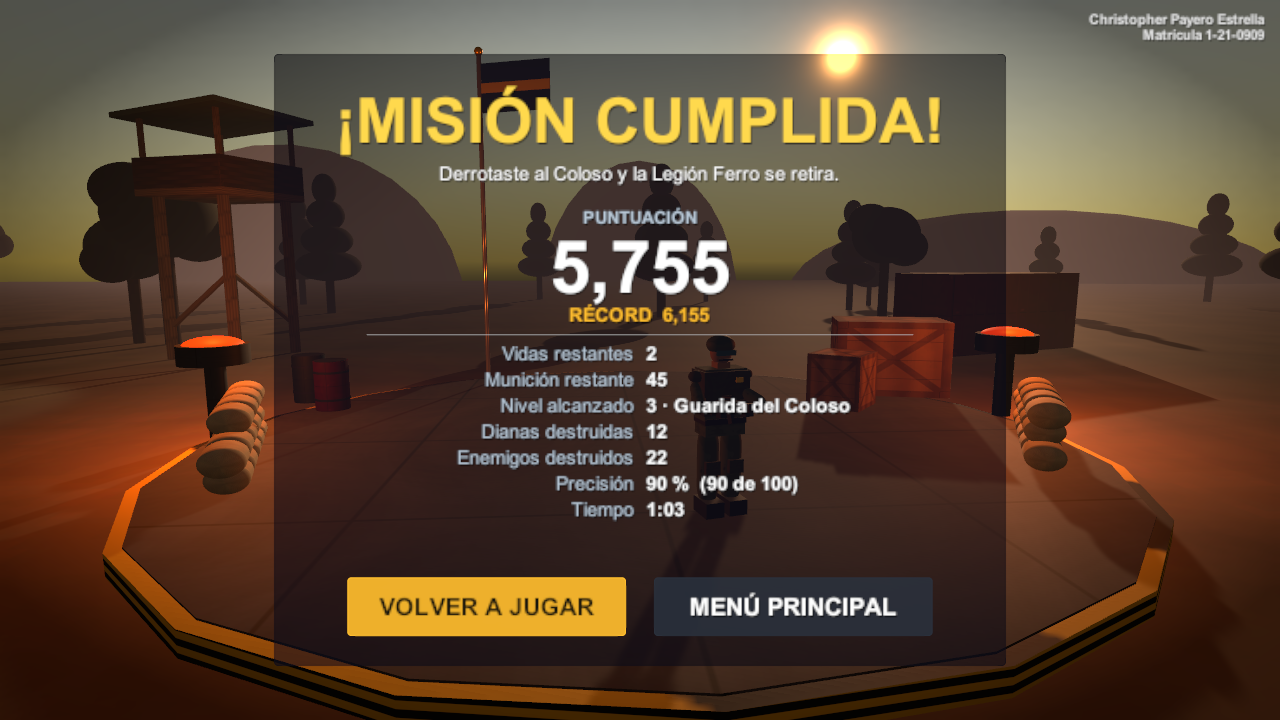 Christopher Payero Estrella
Matrícula 1-21-0909
¡MISIÓN CUMPLIDA!
Derrotaste al Coloso y la Legión Ferro se retira.
PUNTUACIÓN
5,755
RÉCORD 6,155
Vidas restantes 2
Munición restante 45
Nivel alcanzado 3 · Guarida del Coloso
Dianas destruidas 12
Enemigos destruidos 22
Precisión 90 % (90 de 100)
Tiempo 1:03
VOLVER A JUGAR
MENÚ PRINCIPAL